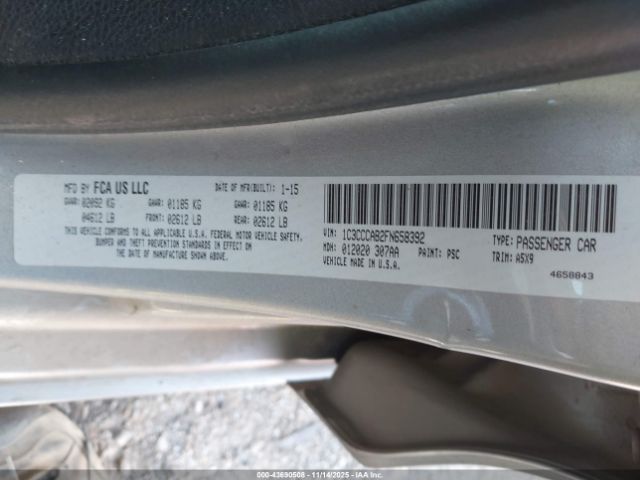 MFD BY FCA US LLC DATE OF MFR(BUILT): 1-15
GVWR: 02092 KG GAWR: 01185 KG GAWR: 01185 KG
04612 LB FRONT: 02612 LB REAR: 02612 LB
THIS VEHICLE CONFORMS TO ALL APPLICABLE U.S.A. FEDERAL MOTOR VEHICLE SAFETY,
BUMPER AND THEFT PREVENTION STANDARDS IN EFFECT ON
THE DATE OF MANUFACTURE SHOWN ABOVE.
VIN: 1C3CCCAB2FN658392 TYPE: PASSENGER CAR
MDH: 012020 307AA PAINT: PSC TRIM: A5X9
VEHICLE MADE IN U.S.A. 4658843
000-43690508 - 11/14/2025 - IAAI.COM